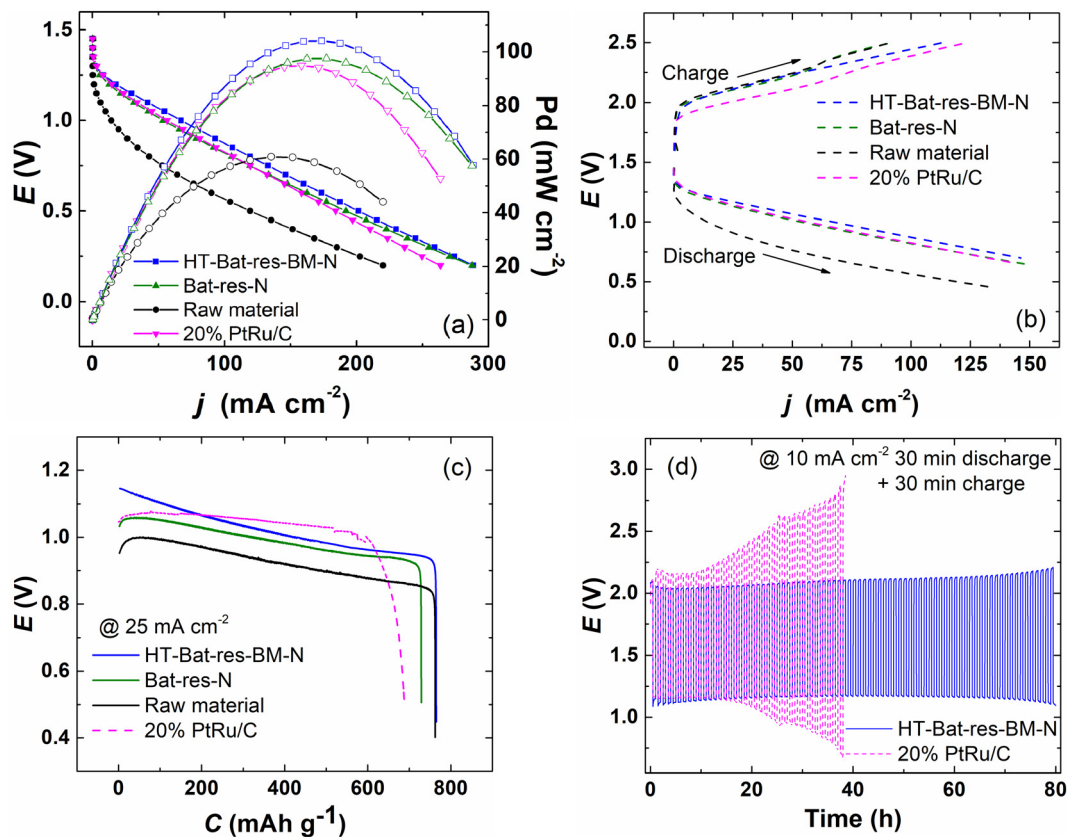 1.5
1.0
0.5
0.0
E (V)
100
80
60
40
20
0
Pd (mW cm-2)
HT-Bat-res-BM-N
Bat-res-N
Raw material
20% PtRu/C
(a)
0 100 200 300
j (mA cm-2)
3.0
2.5
2.0
1.5
1.0
0.5
0.0
E (V)
Charge
HT-Bat-res-BM-N
Bat-res-N
Raw material
20% PtRu/C
Discharge
(b)
0 25 50 75 100 125 150
j (mA cm-2)
1.2
1.0
0.8
0.6
0.4
E (V)
(c)
@ 25 mA cm-2
HT-Bat-res-BM-N
Bat-res-N
Raw material
20% PtRu/C
0 200 400 600 800
C (mAh g-1)
3.0
2.5
2.0
1.5
1.0
E (V)
(d)
@ 10 mA cm-2 30 min discharge
+ 30 min charge
HT-Bat-res-BM-N
20% PtRu/C
0 20 40 60 80
Time (h)